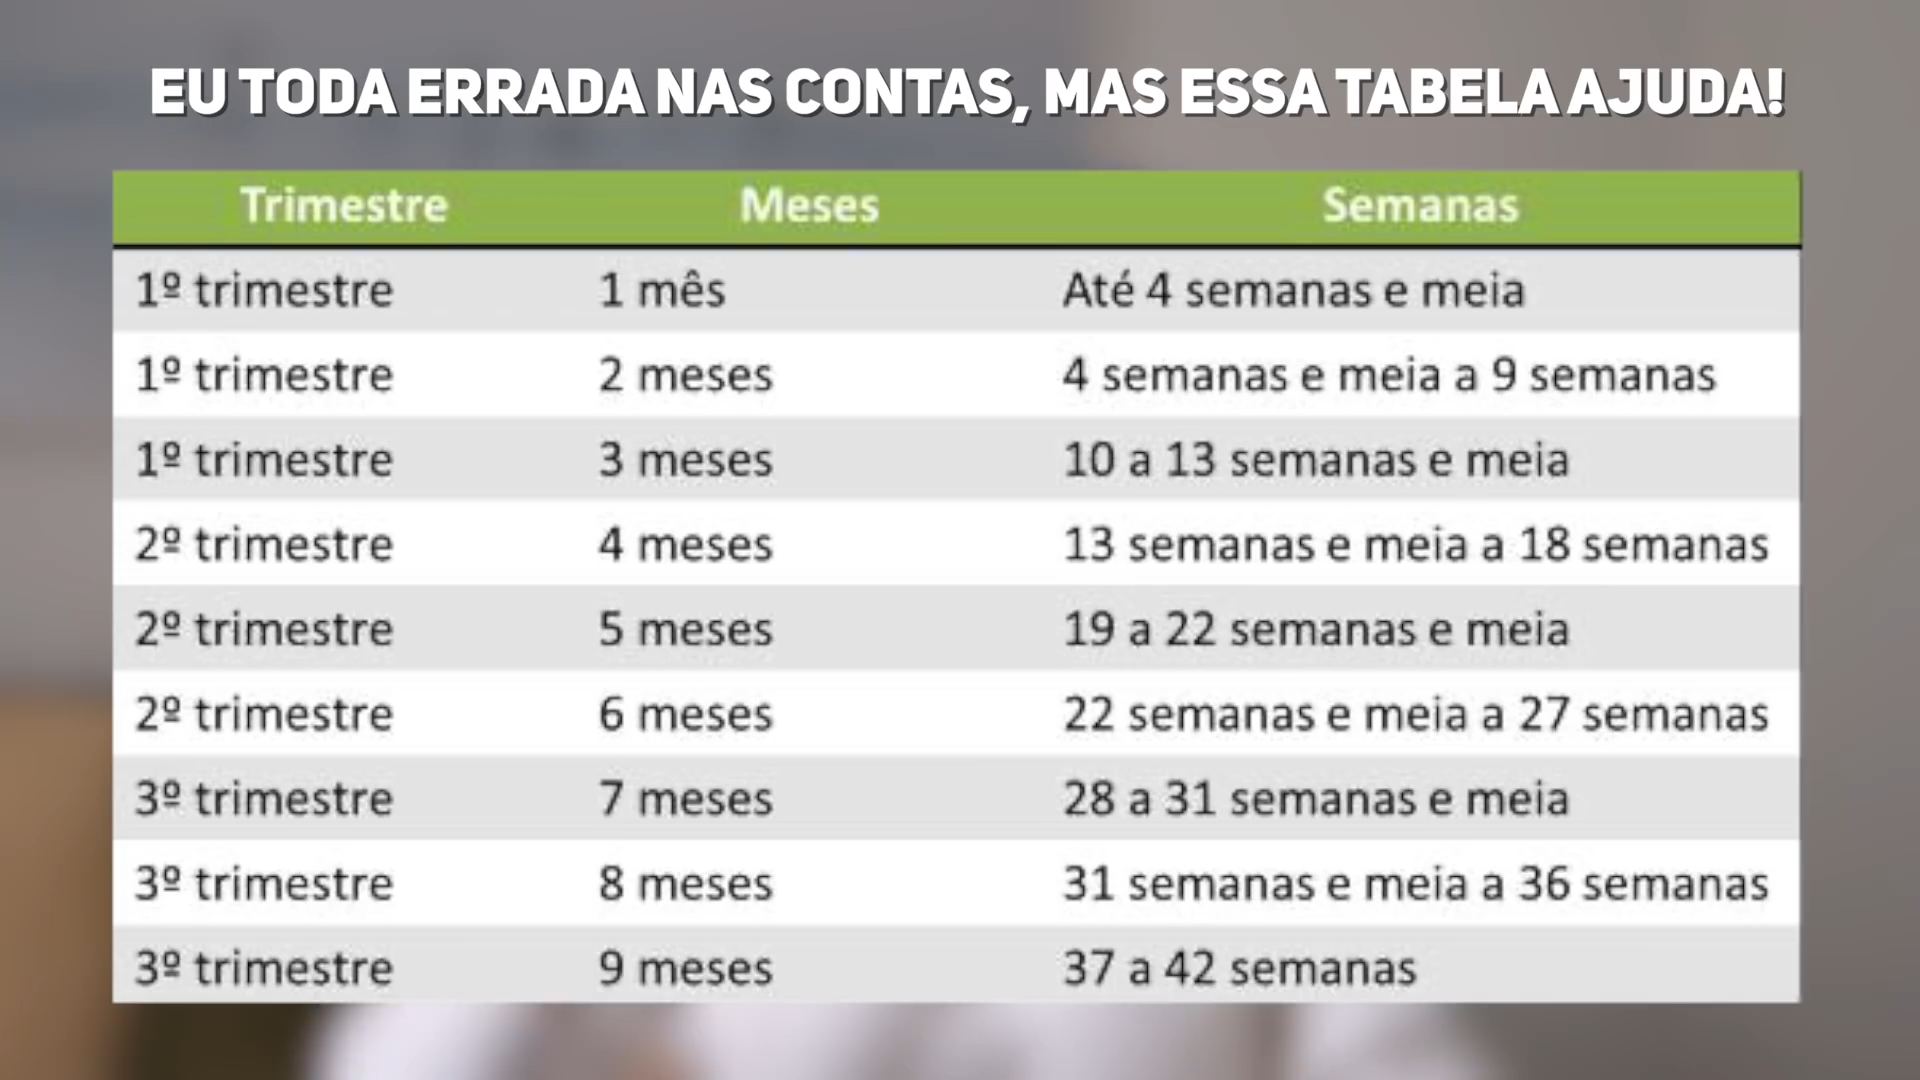 EU TODA ERRADA NAS CONTAS, MAS ESSA TABELA AJUDA!
Trimestre Meses Semanas
1º trimestre 1 mês Até 4 semanas e meia
1º trimestre 2 meses 4 semanas e meia a 9 semanas
1º trimestre 3 meses 10 a 13 semanas e meia
2º trimestre 4 meses 13 semanas e meia a 18 semanas
2º trimestre 5 meses 19 a 22 semanas e meia
2º trimestre 6 meses 22 semanas e meia a 27 semanas
3º trimestre 7 meses 28 a 31 semanas e meia
3º trimestre 8 meses 31 semanas e meia a 36 semanas
3º trimestre 9 meses 37 a 42 semanas